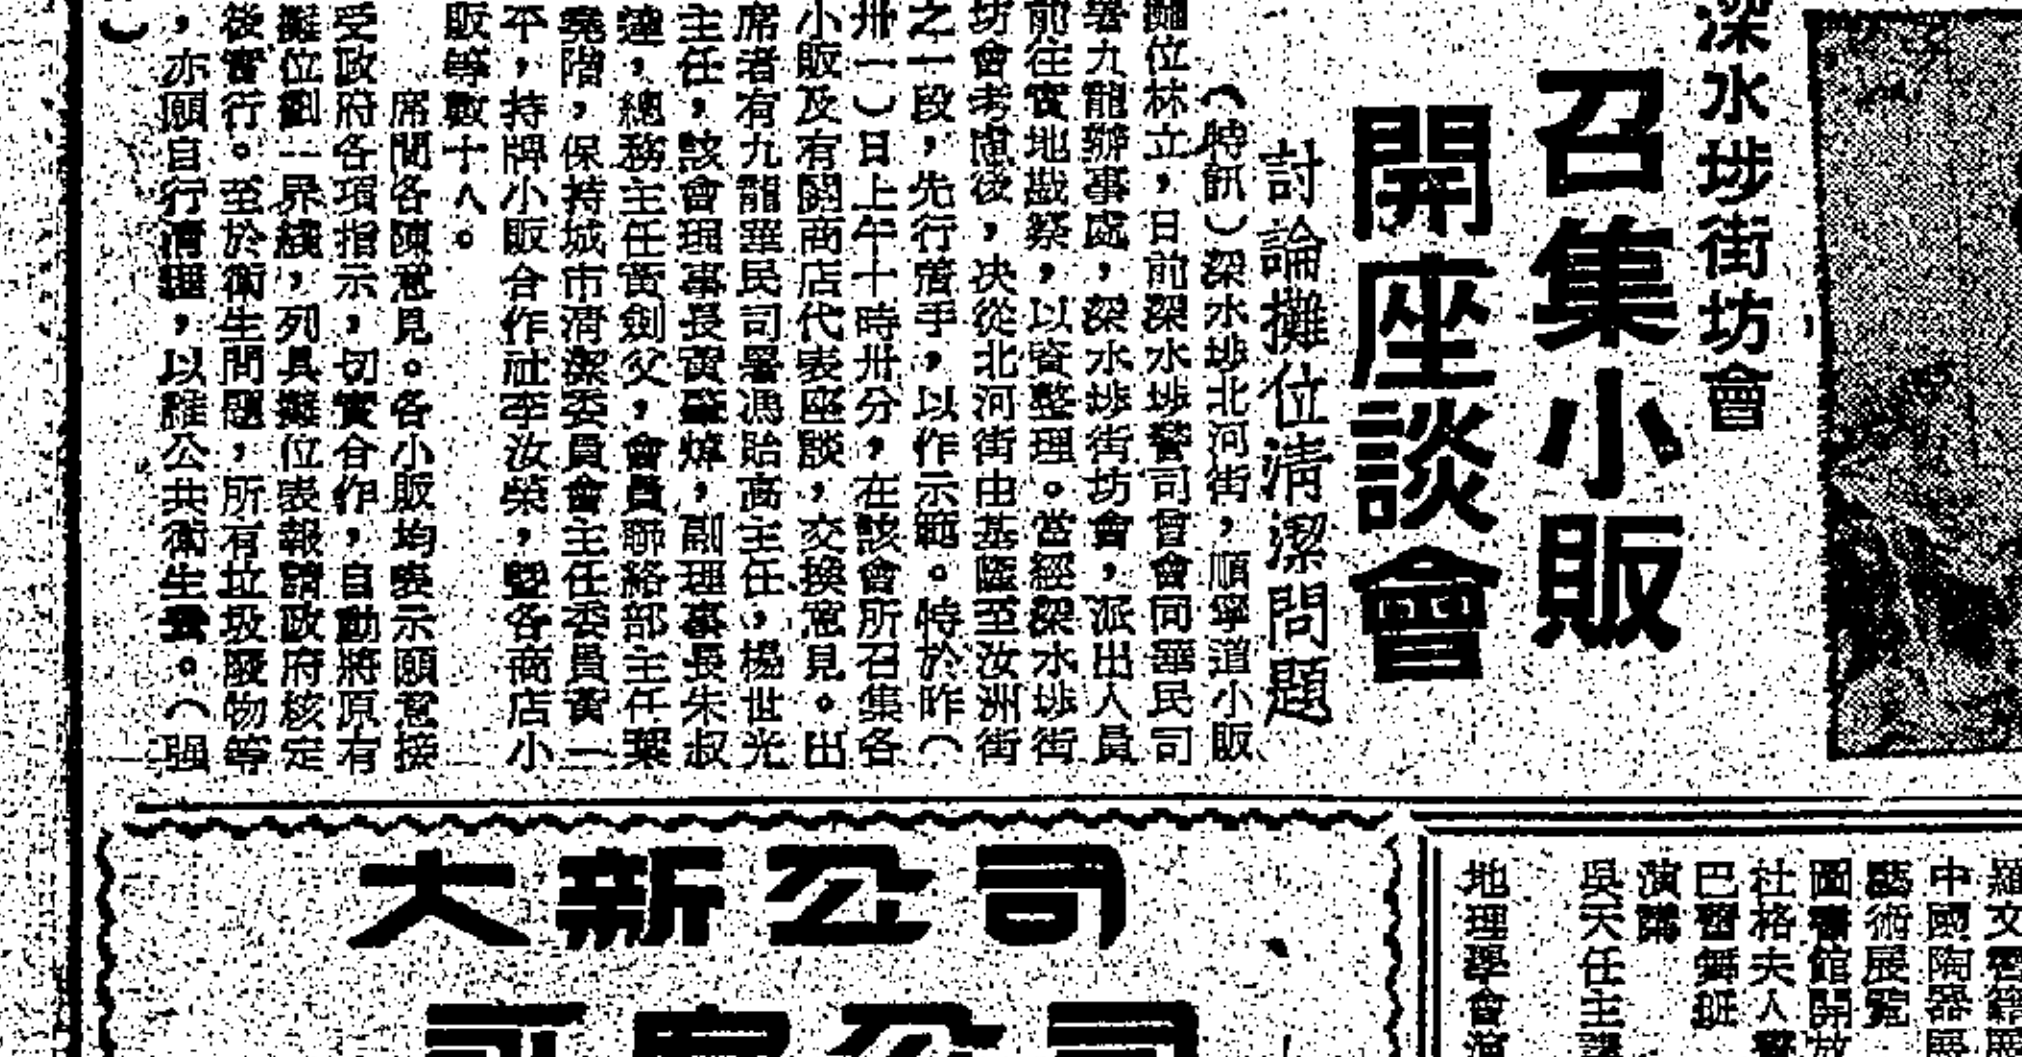 深水埗街坊會
召集小販
開座談會
討論攤位清潔問題
（時訊）深水埗北河街，順寧道小販
攤位林立，日前深水埗警司曾會同華民司
署九龍辦事處，深水埗街坊會，派出人員
前往實地勘察，以資整理。當經深水埗街
坊會考慮後，决從北河街由基隆至汝洲街
之一段，先行着手，以作示範。特於昨（
卅一）日上午十時卅分，在該會所召集各
小販及有關商店代表座談，交換意見。出
席者有九龍華民司署馮貽高主任，楊世光
主任，該會理事長黃 焯，副理事長朱叔
達，總務主任黃劍父，會員聯絡部主任葉
堯階，保持城市清潔委員會主任委員黃一
平，持牌小販合作社李汝榮，暨各商店小
販等數十人。
席間各陳意見。各小販均表示願意接
受政府各項指示，切實合作，自動將原有
攤位劃一界綫，列具攤位表報請政府核定
後實行。至於衛生問題，所有垃圾廢物等
，亦願自行清理，以維公共衛生 。（强
）
大新公司
公司
羅文
中國陶器展
藝術展覧
圖書館開放
杜格夫人
巴蕾舞蹈
演講
吳天任主講
地理學會演